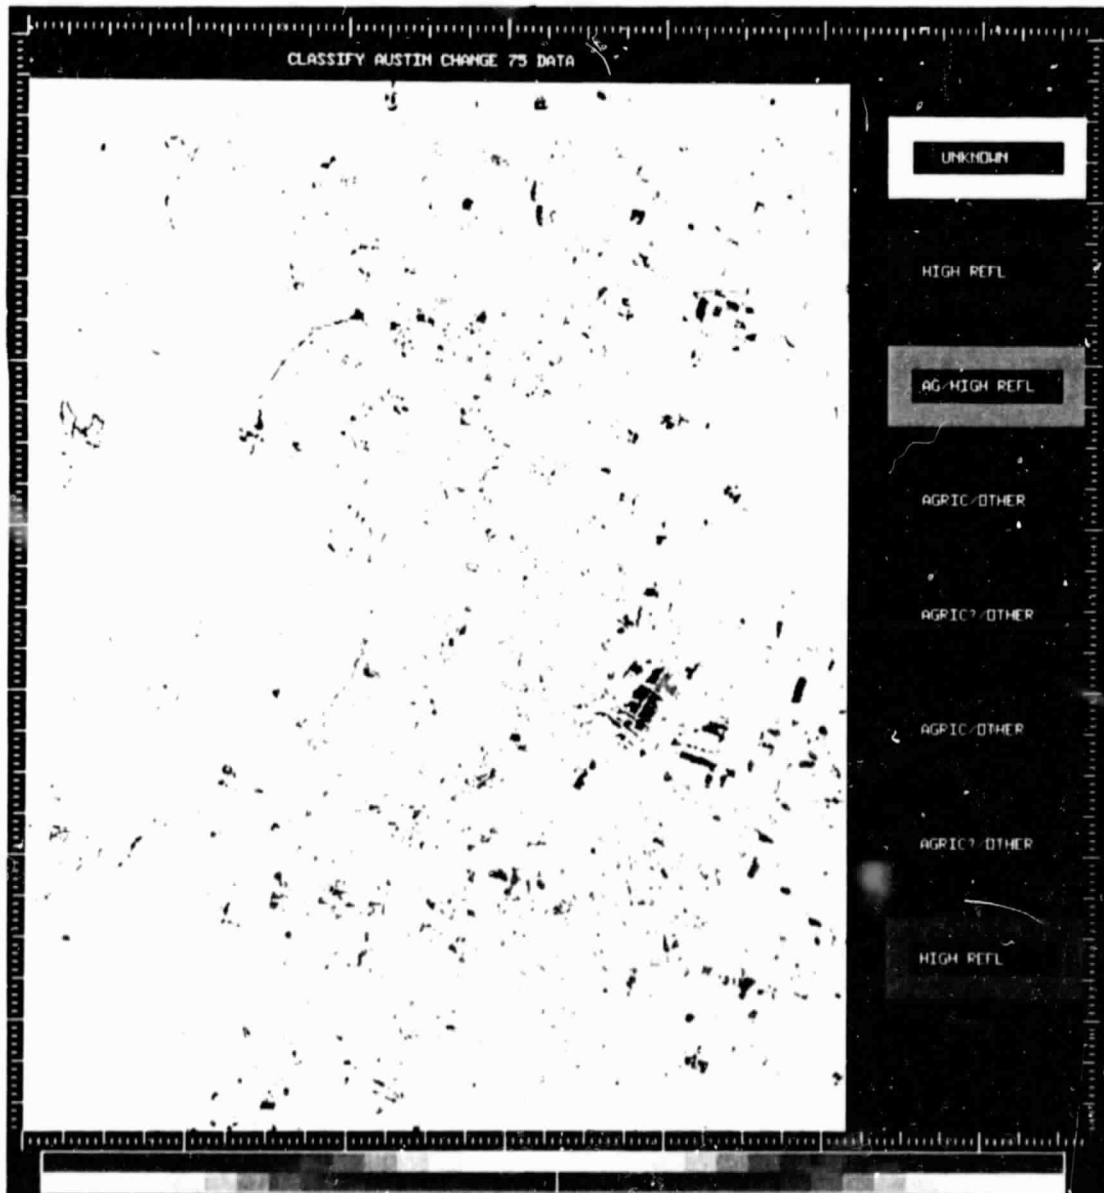 CLASSIFY AUSTIN CHANGE 75 DATA
UNKNOWN
HIGH REFL
AG/HIGH REFL
AGRIC/OTHER
AGRIC?/OTHER
AGRIC/OTHER
AGRIC?/OTHER
HIGH REFL